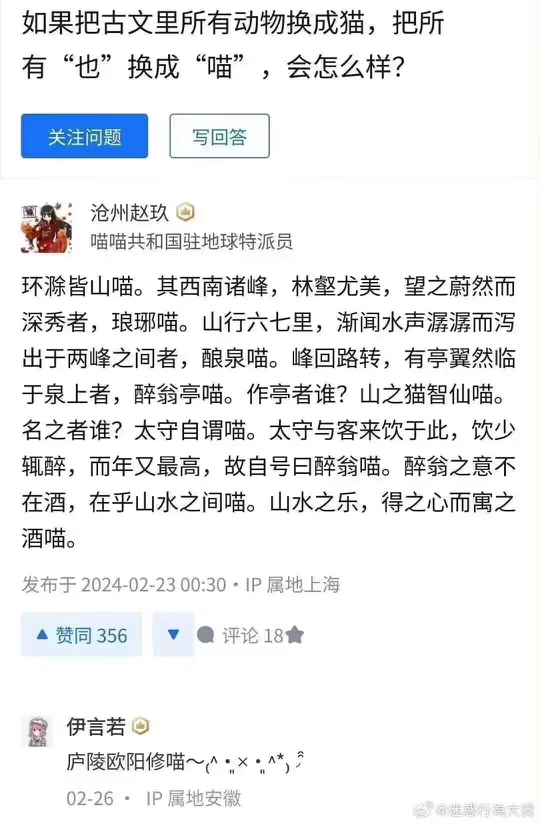 如果把古文里所有动物换成猫，把所
有“也”换成“喵”，会怎么样？
关注问题
写回答
沧州赵玖
喵喵共和国驻地球特派员
环滁皆山喵。其西南诸峰，林壑尤美，望之蔚然而
深秀者，琅琊喵。山行六七里，渐闻水声潺潺而泻
出于两峰之间者，酿泉喵。峰回路转，有亭翼然临
于泉上者，醉翁亭喵。作亭者谁？山之猫智仙喵。
名之者谁？太守自谓喵。太守与客来饮于此，饮少
辄醉，而年又最高，故自号曰醉翁喵。醉翁之意不
在酒，在乎山水之间喵。山水之乐，得之心而寓之
酒喵。
发布于 2024-02-23 00:30・IP 属地上海
赞同 356
评论 18
伊言若
庐陵欧阳修喵～₍˄·͈༝·͈˄*₎◞ ̑̑
02-26 · IP 属地安徽
@迷惑行为大赏